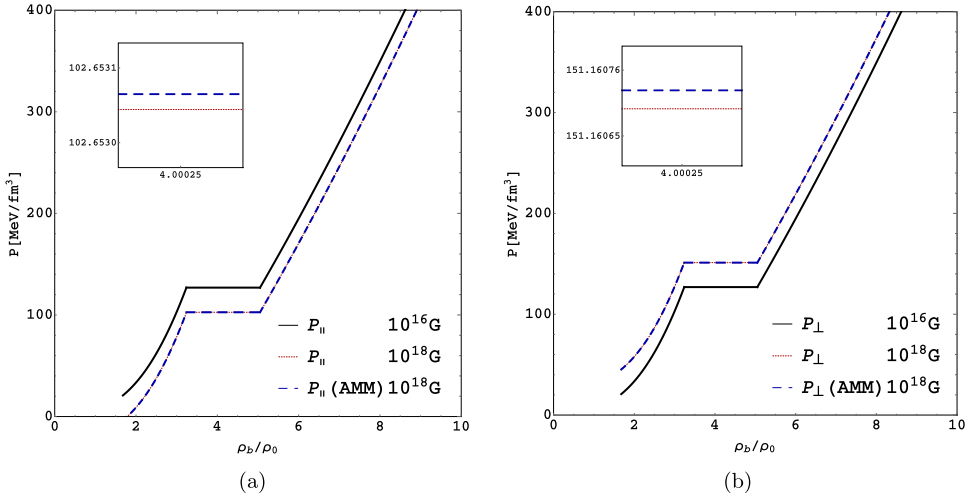 400
300
200
100
0
P[MeV/fm³]
102.6531
102.6530
4.00025
P∥ 10¹⁶G
P∥ 10¹⁸G
P∥(AMM)10¹⁸G
0 2 4 6 8 10
ρb/ρ0
(a)
400
300
200
100
0
P[MeV/fm³]
151.16076
151.16065
4.00025
P⊥ 10¹⁶G
P⊥ 10¹⁸G
P⊥(AMM)10¹⁸G
0 2 4 6 8 10
ρb/ρ0
(b)